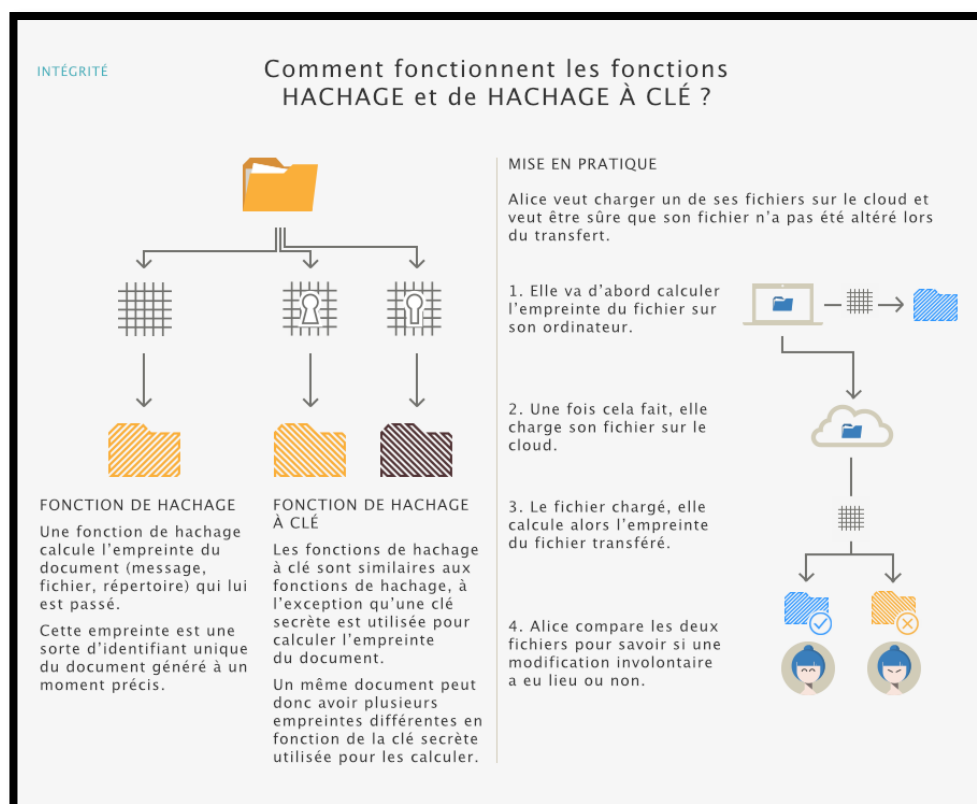 INTÉGRITÉ
Comment fonctionnent les fonctions
HACHAGE et de HACHAGE À CLÉ ?
FONCTION DE HACHAGE
Une fonction de hachage
calcule l'empreinte du
document (message,
fichier, répertoire) qui lui
est passé.
Cette empreinte est une
sorte d'identifiant unique
du document généré à un
moment précis.
FONCTION DE HACHAGE
À CLÉ
Les fonctions de hachage
à clé sont similaires aux
fonctions de hachage, à
l'exception qu'une clé
secrète est utilisée pour
calculer l'empreinte
du document.
Un même document peut
donc avoir plusieurs
empreintes différentes en
fonction de la clé secrète
utilisée pour les calculer.
MISE EN PRATIQUE
Alice veut charger un de ses fichiers sur le cloud et
veut être sûre que son fichier n'a pas été altéré lors
du transfert.
1. Elle va d'abord calculer
l'empreinte du fichier sur
son ordinateur.
2. Une fois cela fait, elle
charge son fichier sur le
cloud.
3. Le fichier chargé, elle
calcule alors l'empreinte
du fichier transféré.
4. Alice compare les deux
fichiers pour savoir si une
modification involontaire
a eu lieu ou non.